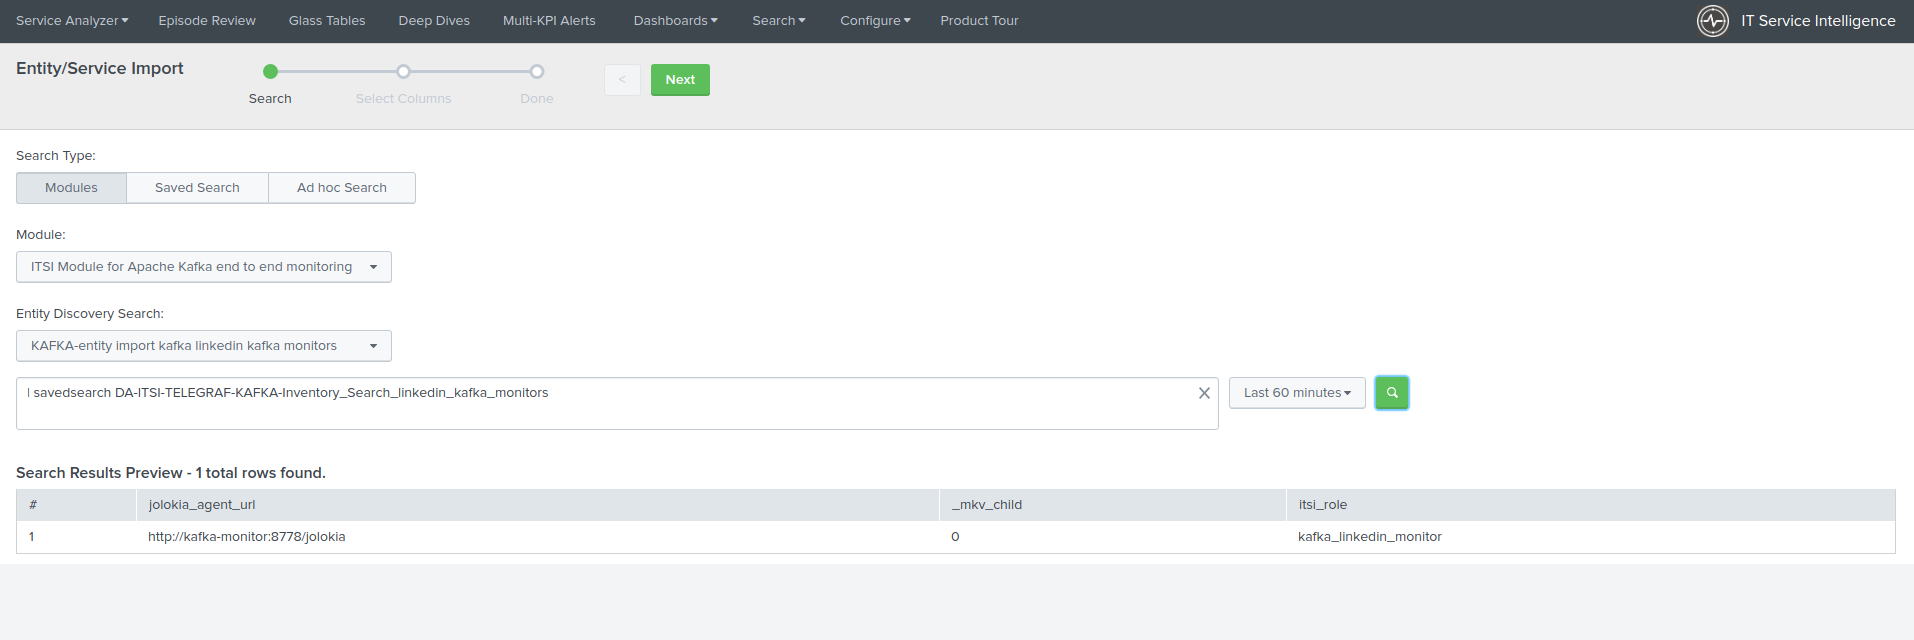 Service Analyzer Episode Review Glass Tables Deep Dives Multi-KPI Alerts Dashboards Search Configure Product Tour IT Service Intelligence
Entity/Service Import
Search Select Columns Done
< Next
Search Type:
Modules Saved Search Ad hoc Search
Module:
ITSI Module for Apache Kafka end to end monitoring
Entity Discovery Search:
KAFKA-entity import kafka linkedin kafka monitors
| savedsearch DA-ITSI-TELEGRAF-KAFKA-Inventory_Search_linkedin_kafka_monitors Last 60 minutes
Search Results Preview - 1 total rows found.
# jolokia_agent_url _mkv_child itsi_role
1 http://kafka-monitor:8778/jolokia 0 kafka_linkedin_monitor